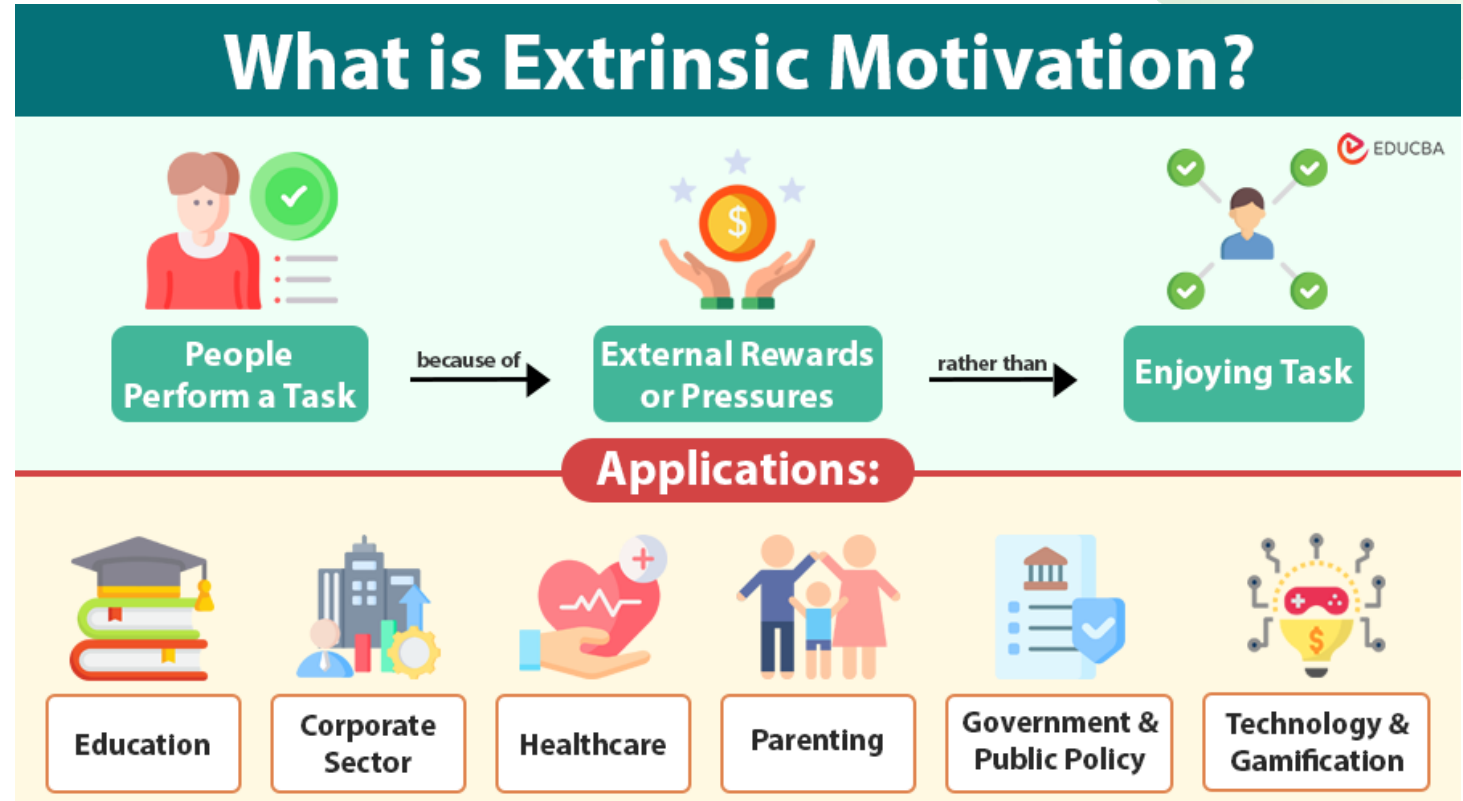 What is Extrinsic Motivation?
EDUCBA
People
Perform a Task
because of
External Rewards
or Pressures
rather than
Enjoying Task
Applications:
Education
Corporate
Sector
Healthcare
Parenting
Government &
Public Policy
Technology &
Gamification